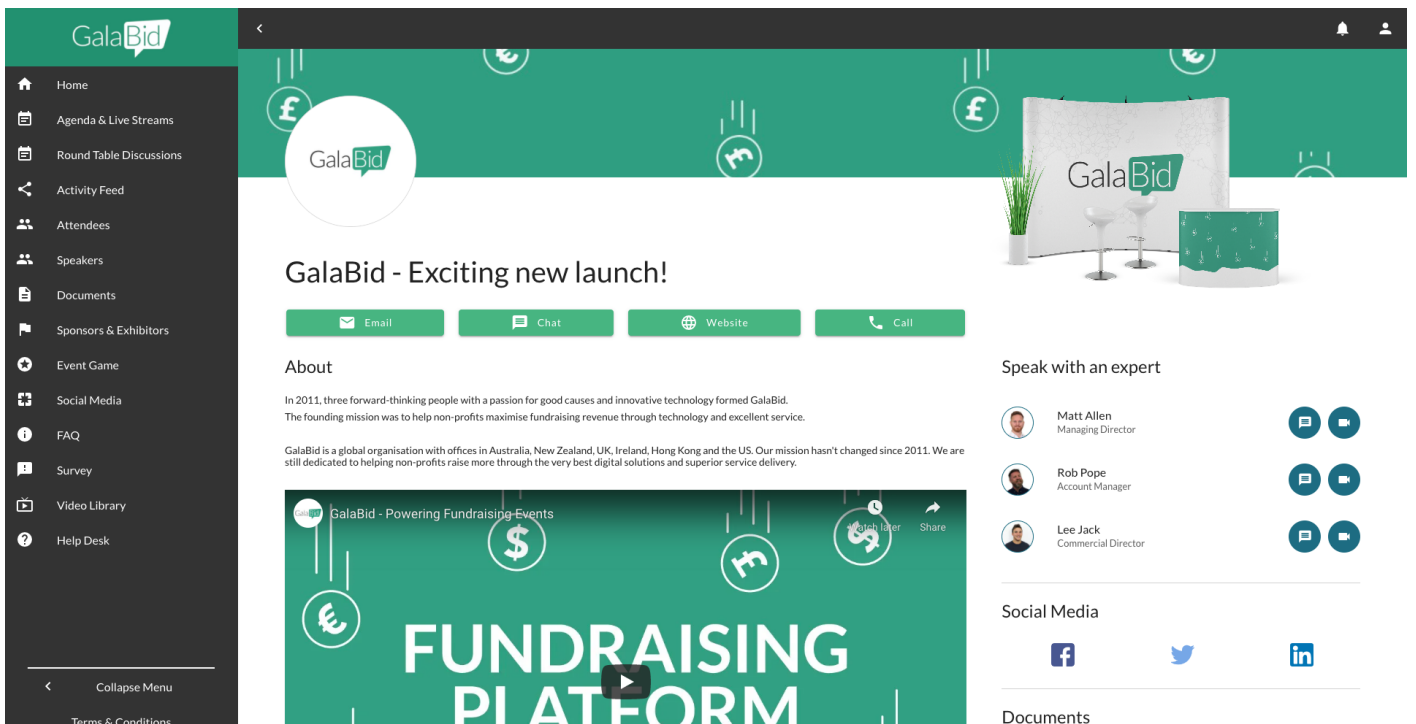 GalaBid
Home
Agenda & Live Streams
Round Table Discussions
Activity Feed
Attendees
Speakers
Documents
Sponsors & Exhibitors
Event Game
Social Media
FAQ
Survey
Video Library
Help Desk
Collapse Menu
Terms & Conditions
GalaBid
GalaBid
GalaBid - Exciting new launch!
Email
Chat
Website
Call
About
In 2011, three forward-thinking people with a passion for good causes and innovative technology formed GalaBid.
The founding mission was to help non-profits maximise fundraising revenue through technology and excellent service.
GalaBid is a global organisation with offices in Australia, New Zealand, UK, Ireland, Hong Kong and the US. Our mission hasn't changed since 2011. We are
still dedicated to helping non-profits raise more through the very best digital solutions and superior service delivery.
GalaBid
GalaBid - Powering Fundraising Events
Watch later
Share
FUNDRAISING
PLATFORM
Speak with an expert
Matt Allen
Managing Director
Rob Pope
Account Manager
Lee Jack
Commercial Director
Social Media
Documents